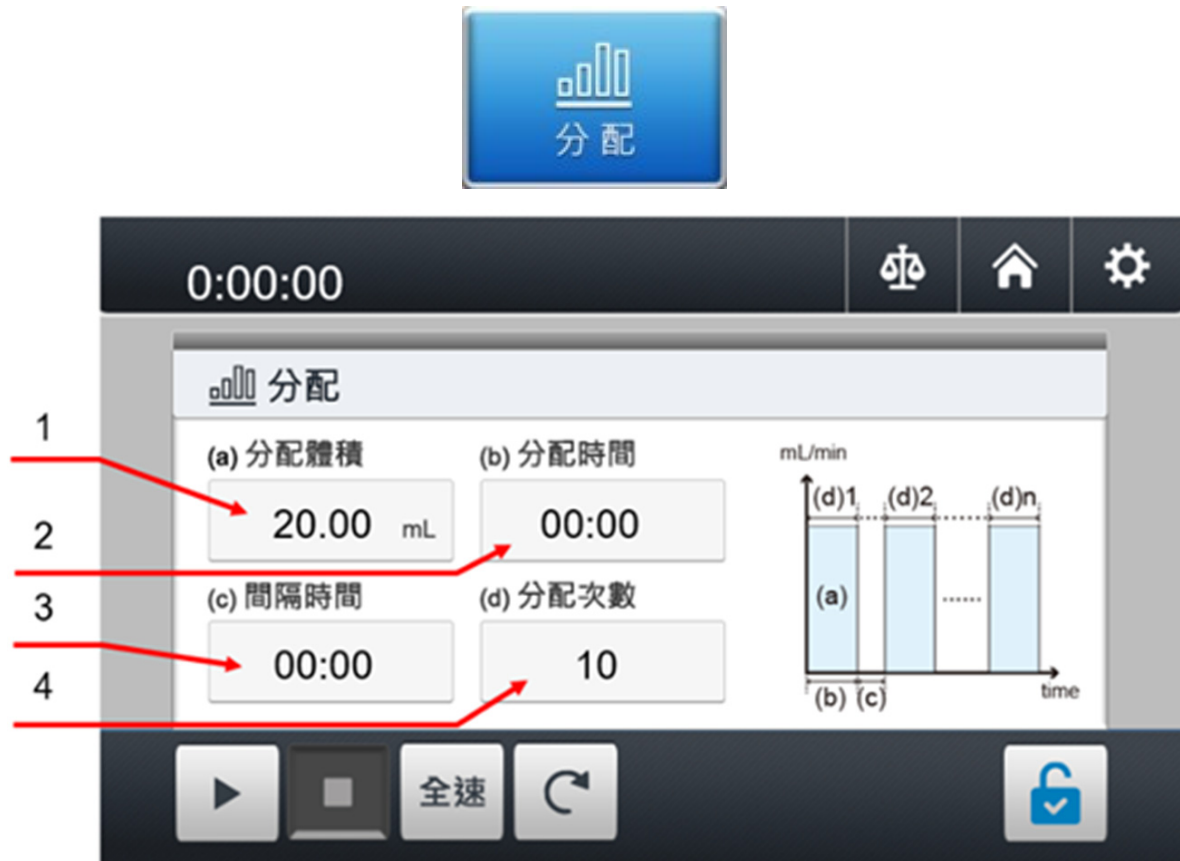 分配
0:00:00
分配
1
(a) 分配體積
(b) 分配時間
20.00 mL
00:00
2
3
(c) 間隔時間
(d) 分配次數
00:00
10
4
mL/min
(d)1 (d)2 (d)n
(a)
......
(b) (c)
time
全速